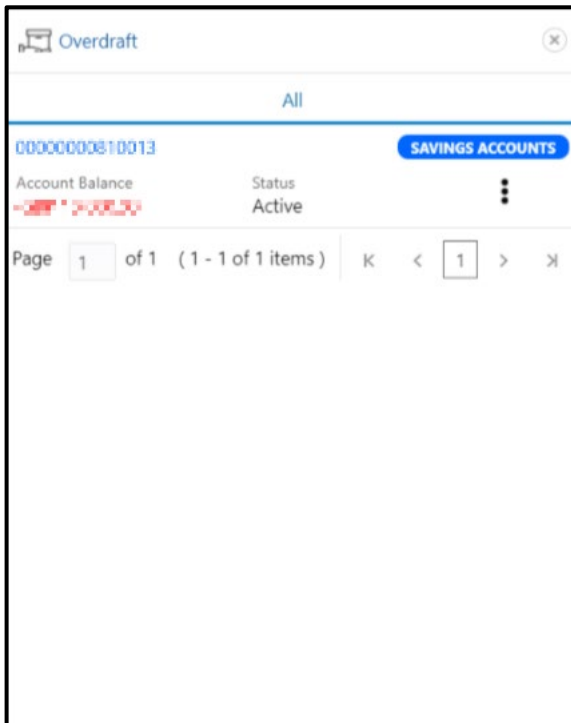 Overdraft
All
00000000810013 SAVINGS ACCOUNTS
Account Balance Status
Active
Page 1 of 1 ( 1 - 1 of 1 items ) K < 1 > >|